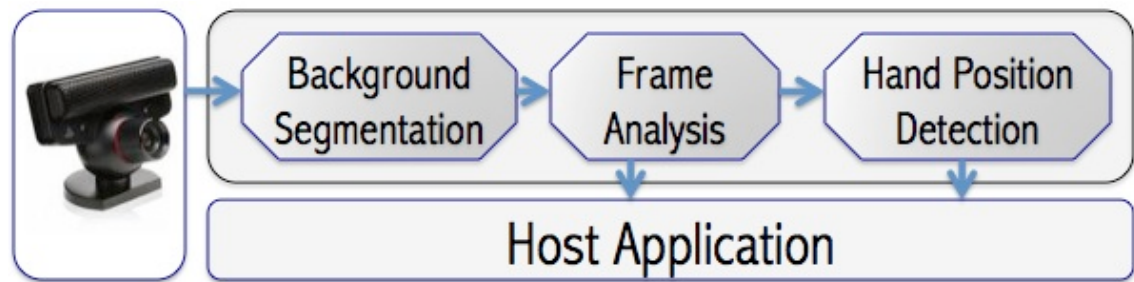 Background
Segmentation
Frame
Analysis
Hand Position
Detection
Host Application